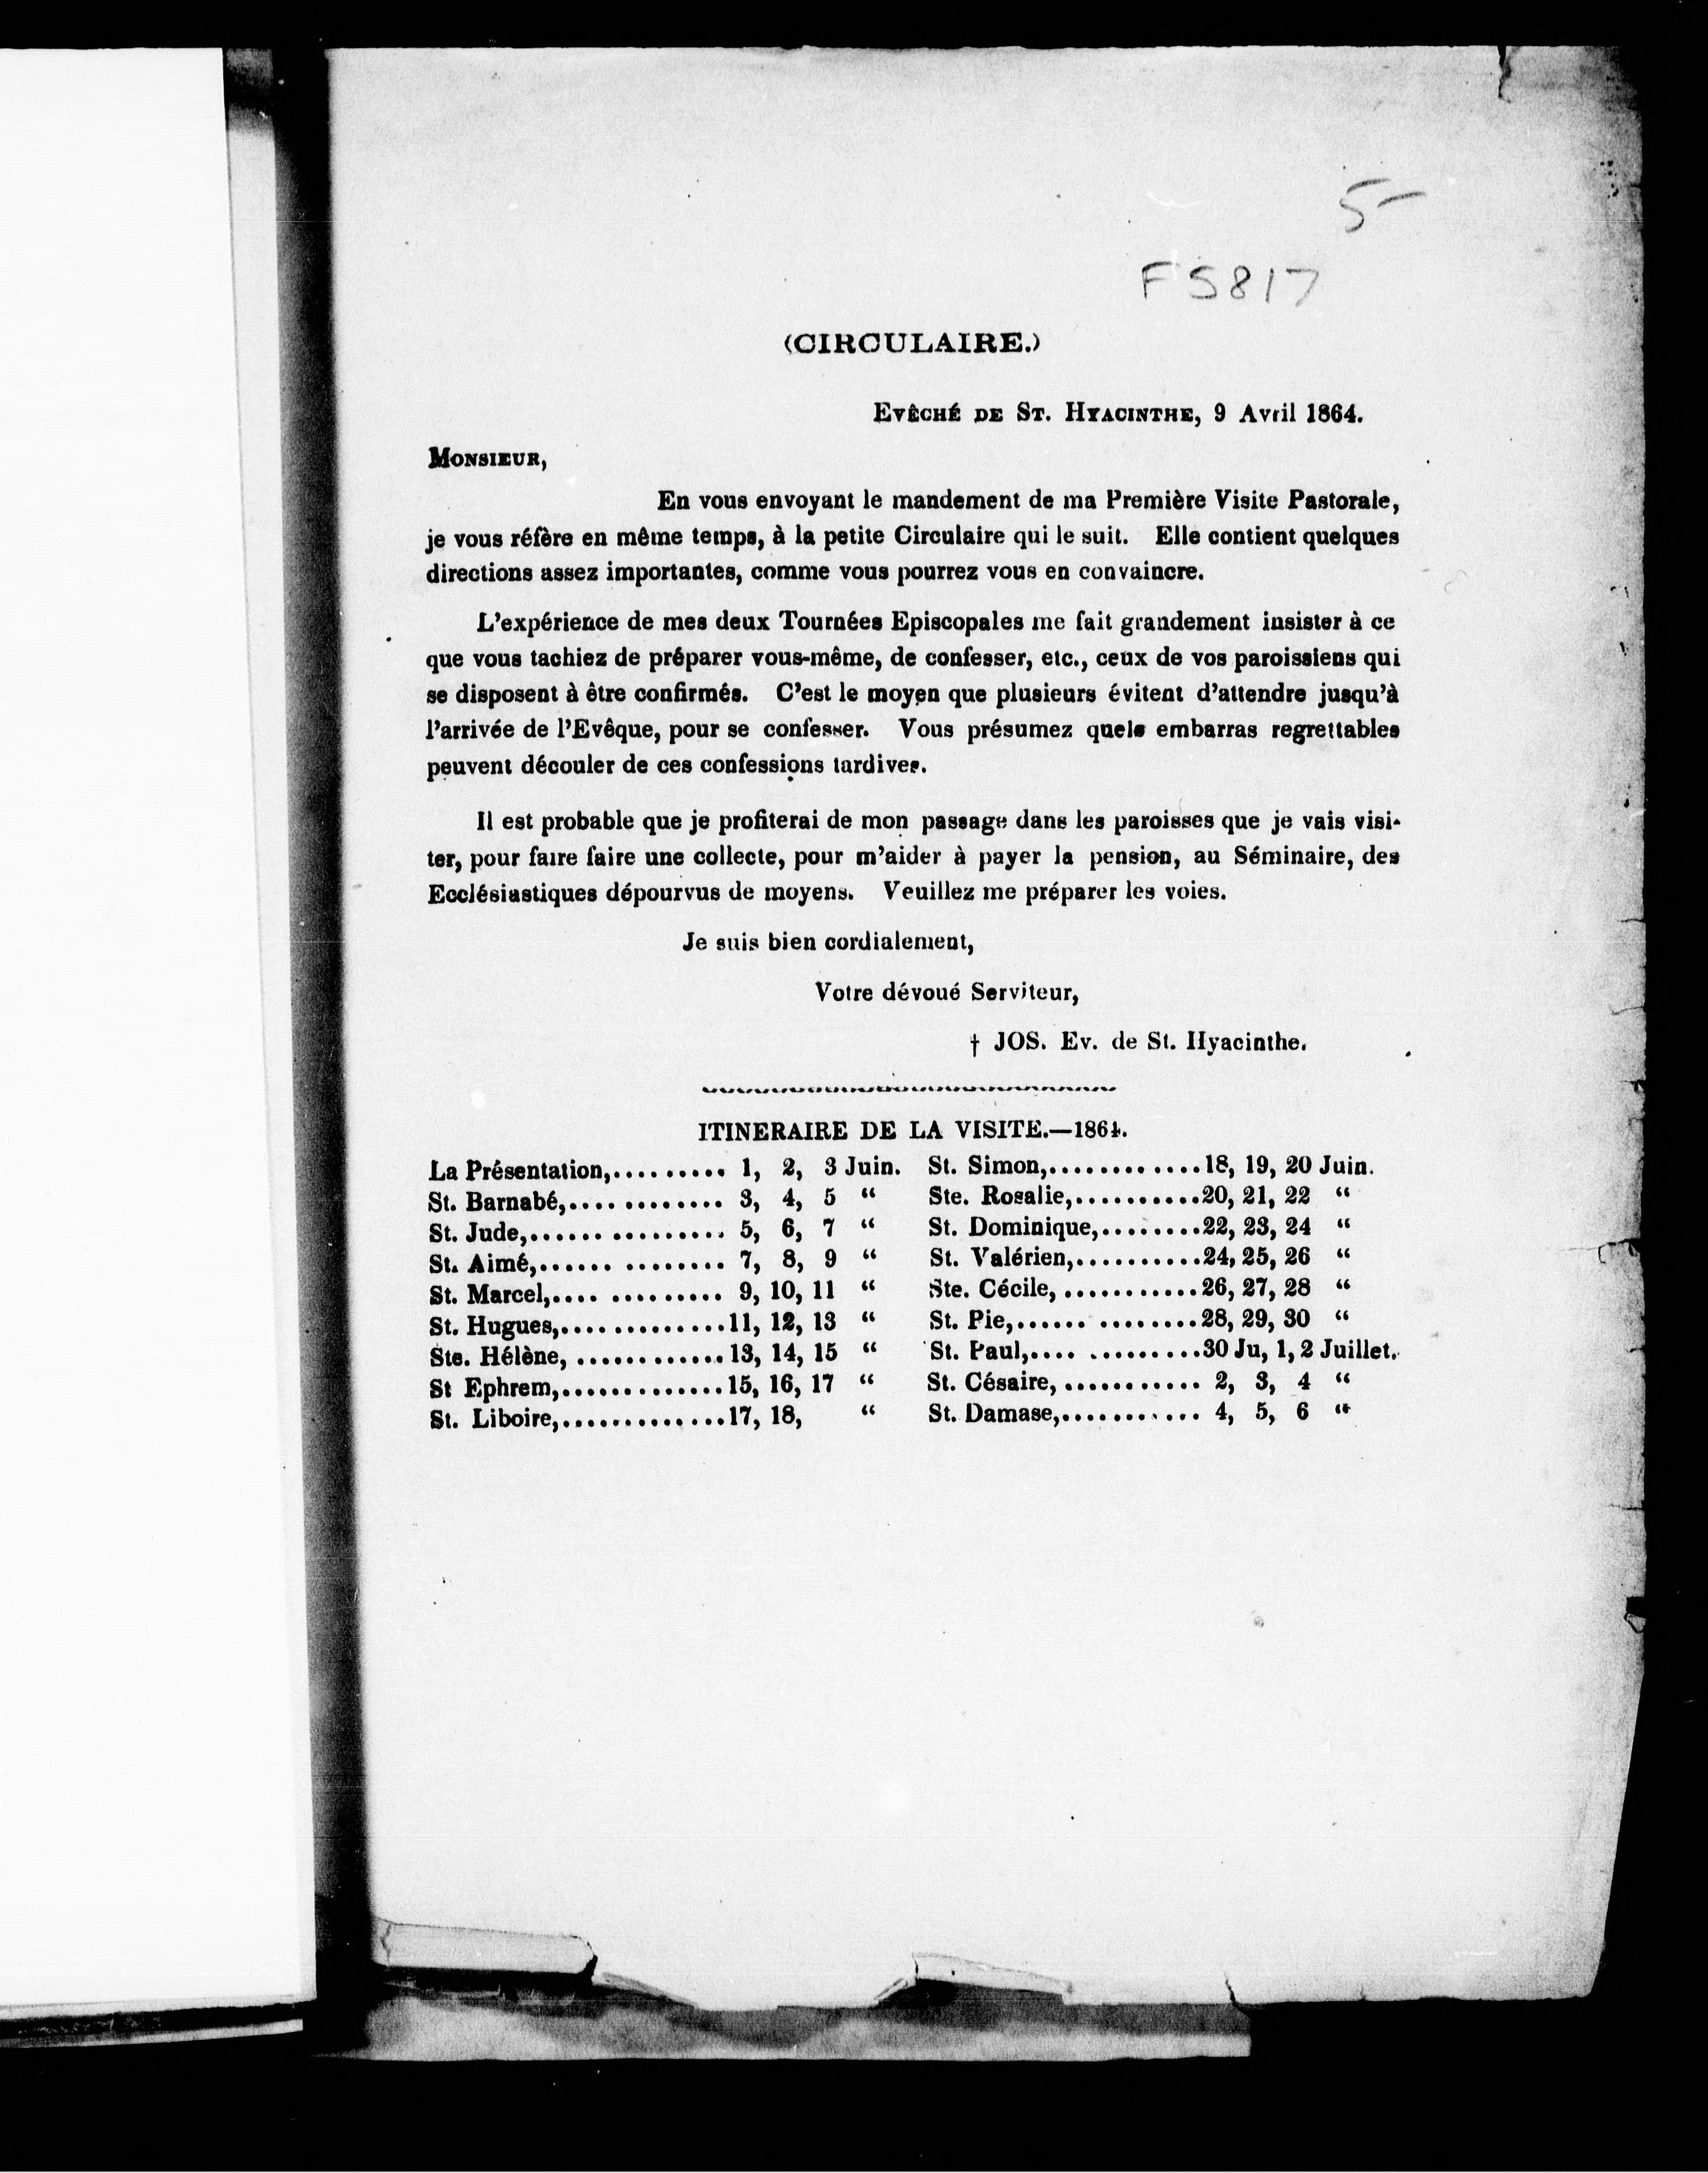 5-
F5817
(CIRCULAIRE.)
EVÊCHÉ DE ST. HYACINTHE, 9 Avril 1864.
MONSIEUR,
En vous envoyant le mandement de ma Première Visite Pastorale,
je vous réfère en même temps, à la petite Circulaire qui le suit. Elle contient quelques
directions assez importantes, comme vous pourrez vous en convaincre.
L'expérience de mes deux Tournées Episcopales me fait grandement insister à ce
que vous tachiez de préparer vous-même, de confesser, etc., ceux de vos paroissiens qui
se disposent à être confirmés. C'est le moyen que plusieurs évitent d'attendre jusqu'à
l'arrivée de l'Evêque, pour se confesser. Vous présumez quels embarras regrettables
peuvent découler de ces confessions tardives.
Il est probable que je profiterai de mon passage dans les paroisses que je vais visi-
ter, pour faire faire une collecte, pour m'aider à payer la pension, au Séminaire, des
Ecclésiastiques dépourvus de moyens. Veuillez me préparer les voies.
Je suis bien cordialement,
Votre dévoué Serviteur,
† JOS. Ev. de St. Hyacinthe.
ITINERAIRE DE LA VISITE.—1864.
La Présentation,......... 1, 2, 3 Juin.
St. Barnabé,............ 3, 4, 5 “
St. Jude,............... 5, 6, 7 “
St. Aimé,.............. 7, 8, 9 “
St. Marcel,............. 9, 10, 11 “
St. Hugues,.............11, 12, 13 “
Ste. Hélène, ............13, 14, 15 “
St Ephrem,.............15, 16, 17 “
St. Liboire,..............17, 18, “
St. Simon,............18, 19, 20 Juin.
Ste. Rosalie,..........20, 21, 22 “
St. Dominique,........22, 23, 24 “
St. Valérien,..........24, 25, 26 “
Ste. Cécile, ...........26, 27, 28 “
St. Pie,..............28, 29, 30 “
St. Paul,.............30 Ju, 1, 2 Juillet.
St. Césaire, ........... 2, 3, 4 “
St. Damase,........... 4, 5, 6 “